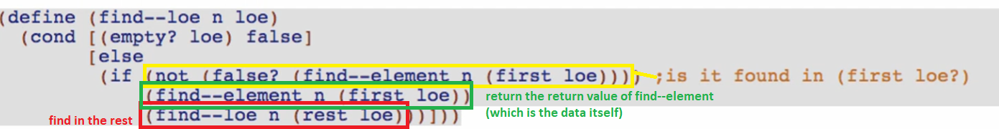 (define (find--loe n loe)
(cond [(empty? loe) false]
[else
(if (not (false? (find--element n (first loe)))) ;is it found in (first loe?)
(find--element n (first loe)) return the return value of find--element
(which is the data itself)
find in the rest (find--loe n (rest loe)))]))